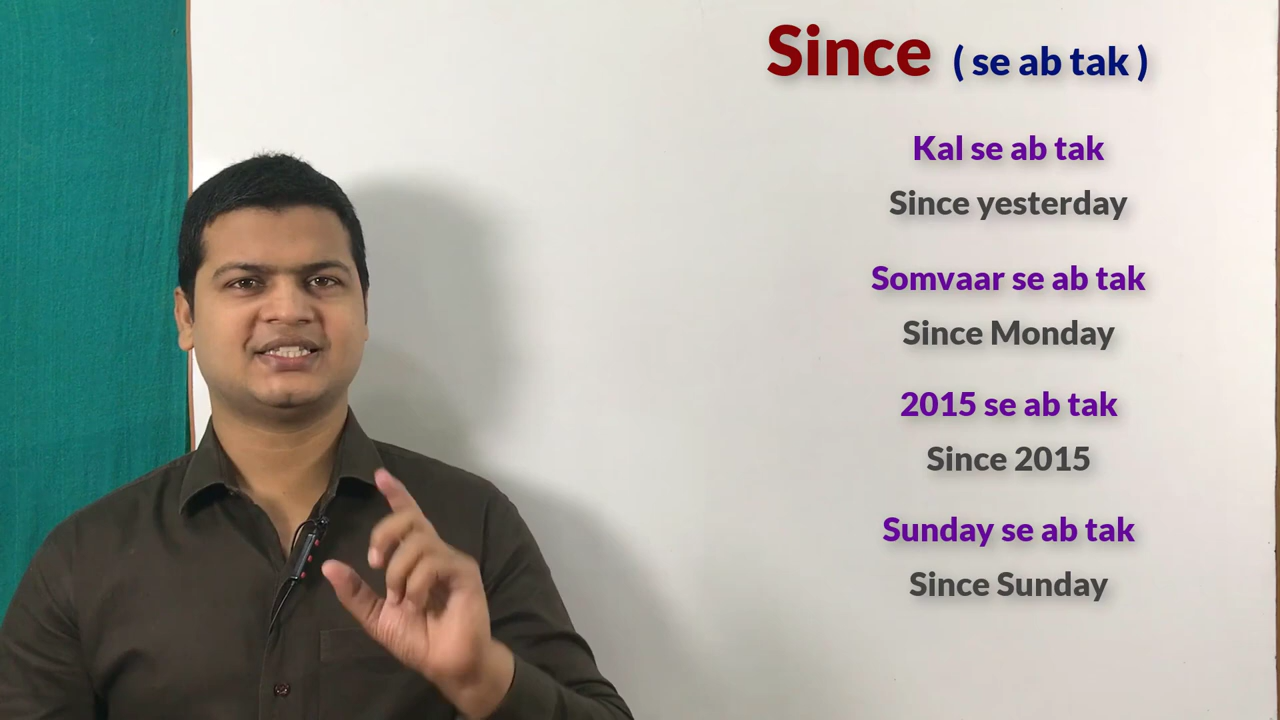 Since ( se ab tak )
Kal se ab tak
Since yesterday
Somvaar se ab tak
Since Monday
2015 se ab tak
Since 2015
Sunday se ab tak
Since Sunday